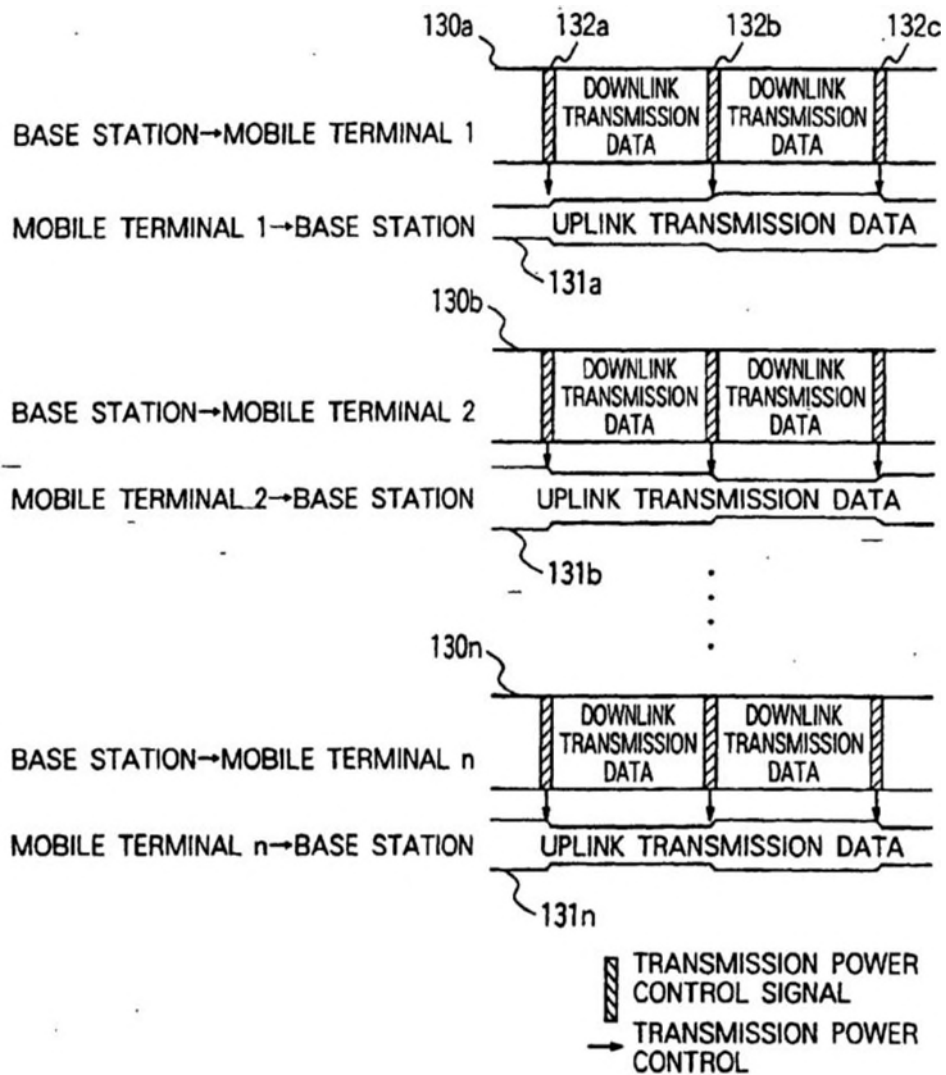 130a 132a 132b 132c
DOWNLINK TRANSMISSION DATA DOWNLINK TRANSMISSION DATA
BASE STATION→MOBILE TERMINAL 1
MOBILE TERMINAL 1→BASE STATION UPLINK TRANSMISSION DATA
131a
130b
DOWNLINK TRANSMISSION DATA DOWNLINK TRANSMISSION DATA
BASE STATION→MOBILE TERMINAL 2
MOBILE TERMINAL 2→BASE STATION UPLINK TRANSMISSION DATA
131b
130n
DOWNLINK TRANSMISSION DATA DOWNLINK TRANSMISSION DATA
BASE STATION→MOBILE TERMINAL n
MOBILE TERMINAL n→BASE STATION UPLINK TRANSMISSION DATA
131n
TRANSMISSION POWER
CONTROL SIGNAL
TRANSMISSION POWER
CONTROL